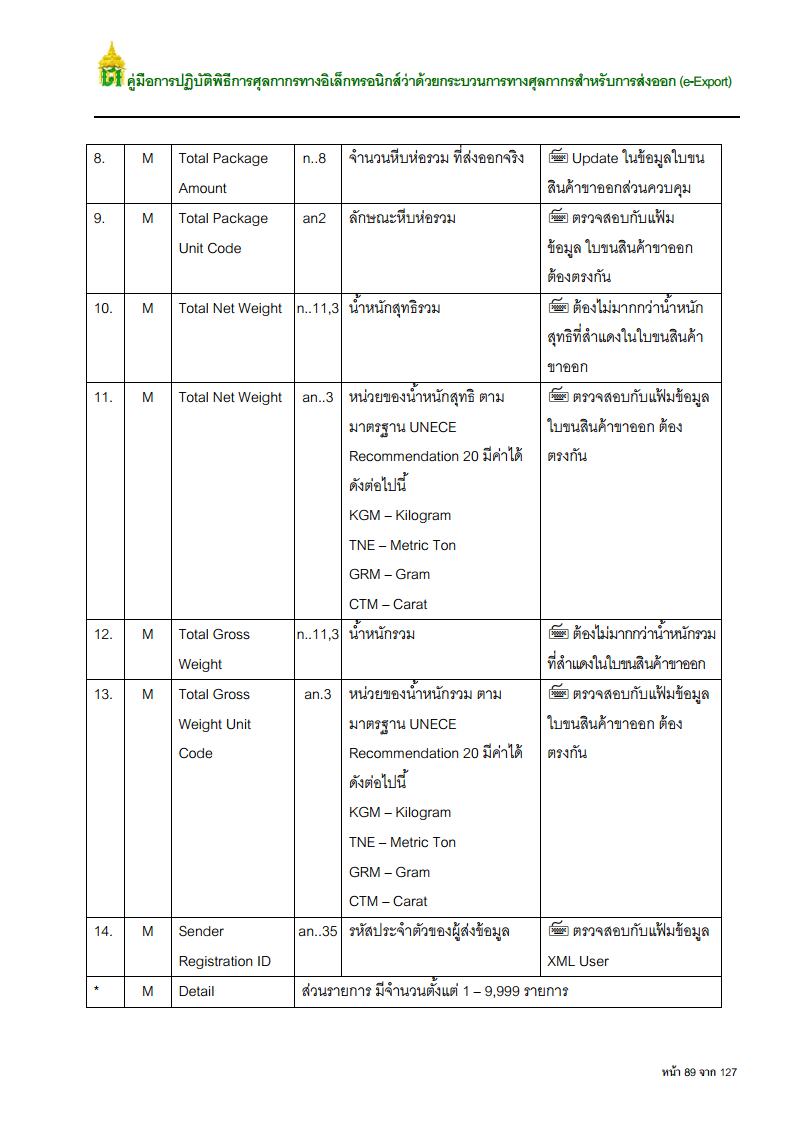 คู่มือการปฏิบัติพิธีการศุลกากรทางอิเล็กทรอนิกส์ว่าด้วยกระบวนการทางศุลกากรสำหรับการส่งออก (e-Export)
8. M Total Package n..8 จำนวนหีบห่อรวม ที่ส่งออกจริง Update ในข้อมูลใบขน
Amount สินค้าขาออกส่วนควบคุม
9. M Total Package an2 ลักษณะหีบห่อรวม ตรวจสอบกับแฟ้ม
Unit Code ข้อมูล ใบขนสินค้าขาออก
ต้องตรงกัน
10. M Total Net Weight n..11,3 น้ำหนักสุทธิรวม ต้องไม่มากกว่าน้ำหนัก
สุทธิที่สำแดงในใบขนสินค้า
ขาออก
11. M Total Net Weight an..3 หน่วยของน้ำหนักสุทธิ ตาม ตรวจสอบกับแฟ้มข้อมูล
มาตรฐาน UNECE ใบขนสินค้าขาออก ต้อง
Recommendation 20 มีค่าได้ ตรงกัน
ดังต่อไปนี้
KGM – Kilogram
TNE – Metric Ton
GRM – Gram
CTM – Carat
12. M Total Gross n..11,3 น้ำหนักรวม ต้องไม่มากกว่าน้ำหนักรวม
Weight ที่สำแดงในใบขนสินค้าขาออก
13. M Total Gross an.3 หน่วยของน้ำหนักรวม ตาม ตรวจสอบกับแฟ้มข้อมูล
Weight Unit มาตรฐาน UNECE ใบขนสินค้าขาออก ต้อง
Code Recommendation 20 มีค่าได้ ตรงกัน
ดังต่อไปนี้
KGM – Kilogram
TNE – Metric Ton
GRM – Gram
CTM – Carat
14. M Sender an..35 รหัสประจำตัวของผู้ส่งข้อมูล ตรวจสอบกับแฟ้มข้อมูล
Registration ID XML User
* M Detail ส่วนรายการ มีจำนวนตั้งแต่ 1 – 9,999 รายการ
หน้า 89 จาก 127